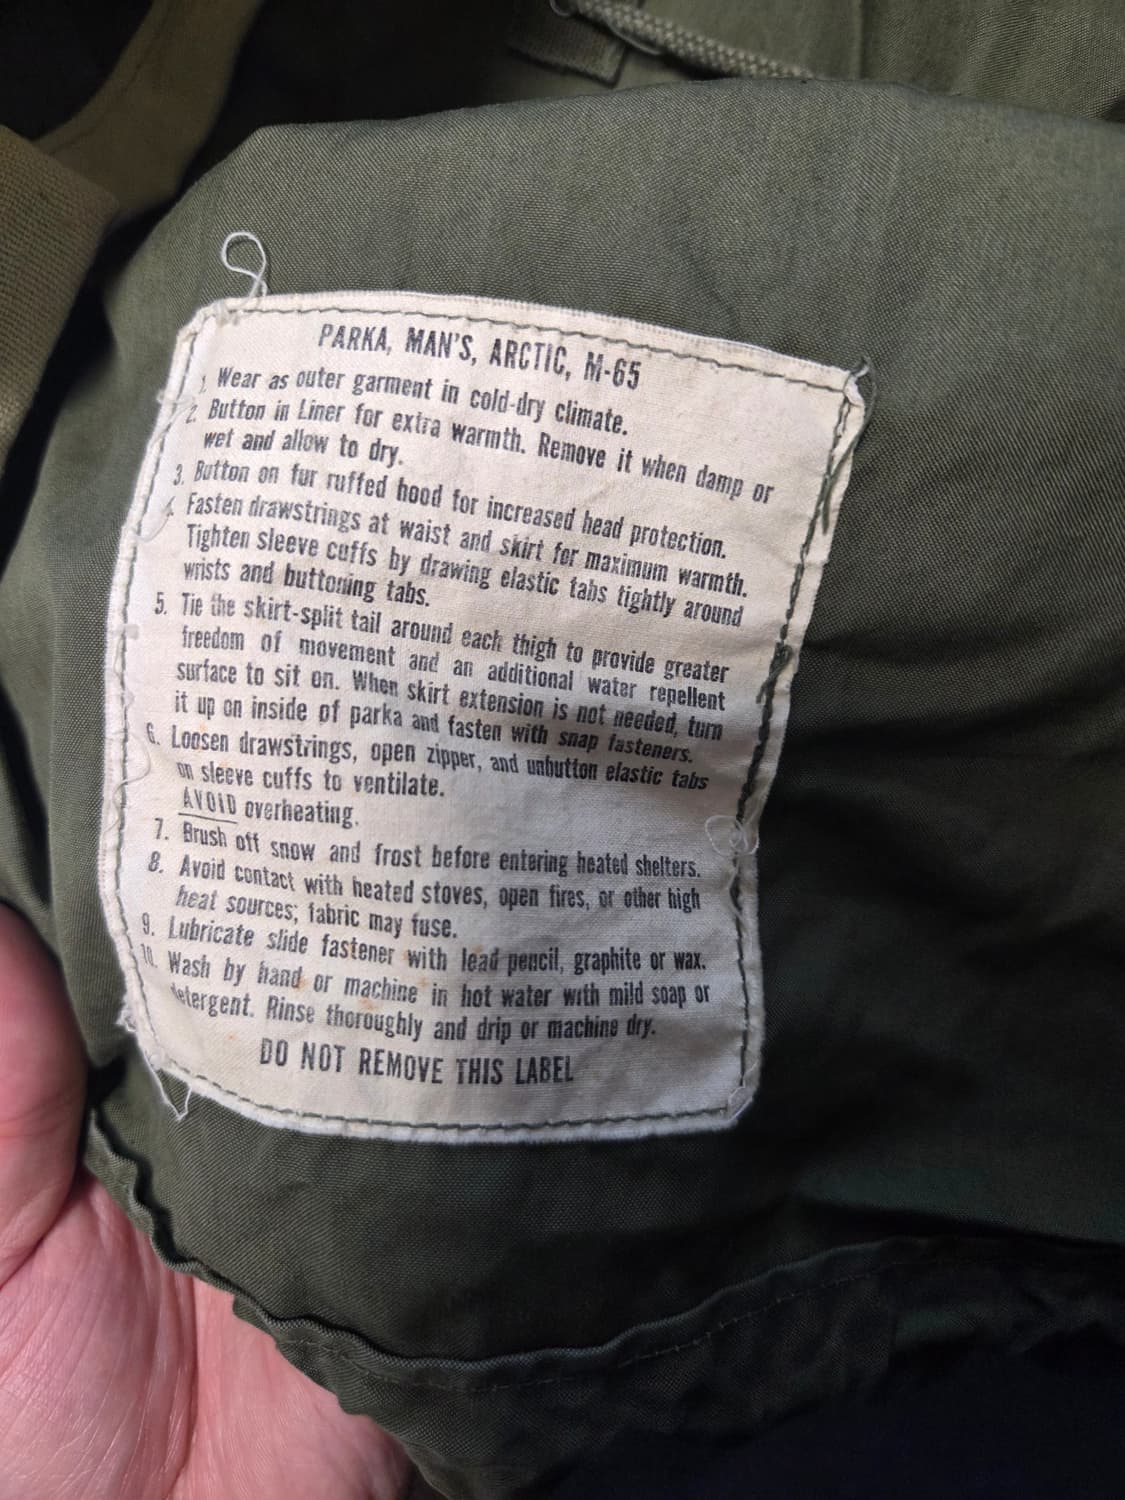 PARKA, MAN'S, ARCTIC, M-65
1. Wear as outer garment in cold-dry climate.
2. Button in Liner for extra warmth. Remove it when damp or
wet and allow to dry.
3. Button on fur ruffed hood for increased head protection.
4. Fasten drawstrings at waist and skirt for maximum warmth.
Tighten sleeve cuffs by drawing elastic tabs tightly around
wrists and buttoning tabs.
5. Tie the skirt-split tail around each thigh to provide greater
freedom of movement and an additional water repellent
surface to sit on. When skirt extension is not needed, turn
it up on inside of parka and fasten with snap fasteners.
6. Loosen drawstrings, open zipper, and unbutton elastic tabs
on sleeve cuffs to ventilate.
AVOID overheating.
7. Brush off snow and frost before entering heated shelters.
8. Avoid contact with heated stoves, open fires, or other high
heat sources; fabric may fuse.
9. Lubricate slide fastener with lead pencil, graphite or wax.
10. Wash by hand or machine in hot water with mild soap or
detergent. Rinse thoroughly and drip or machine dry.
DO NOT REMOVE THIS LABEL